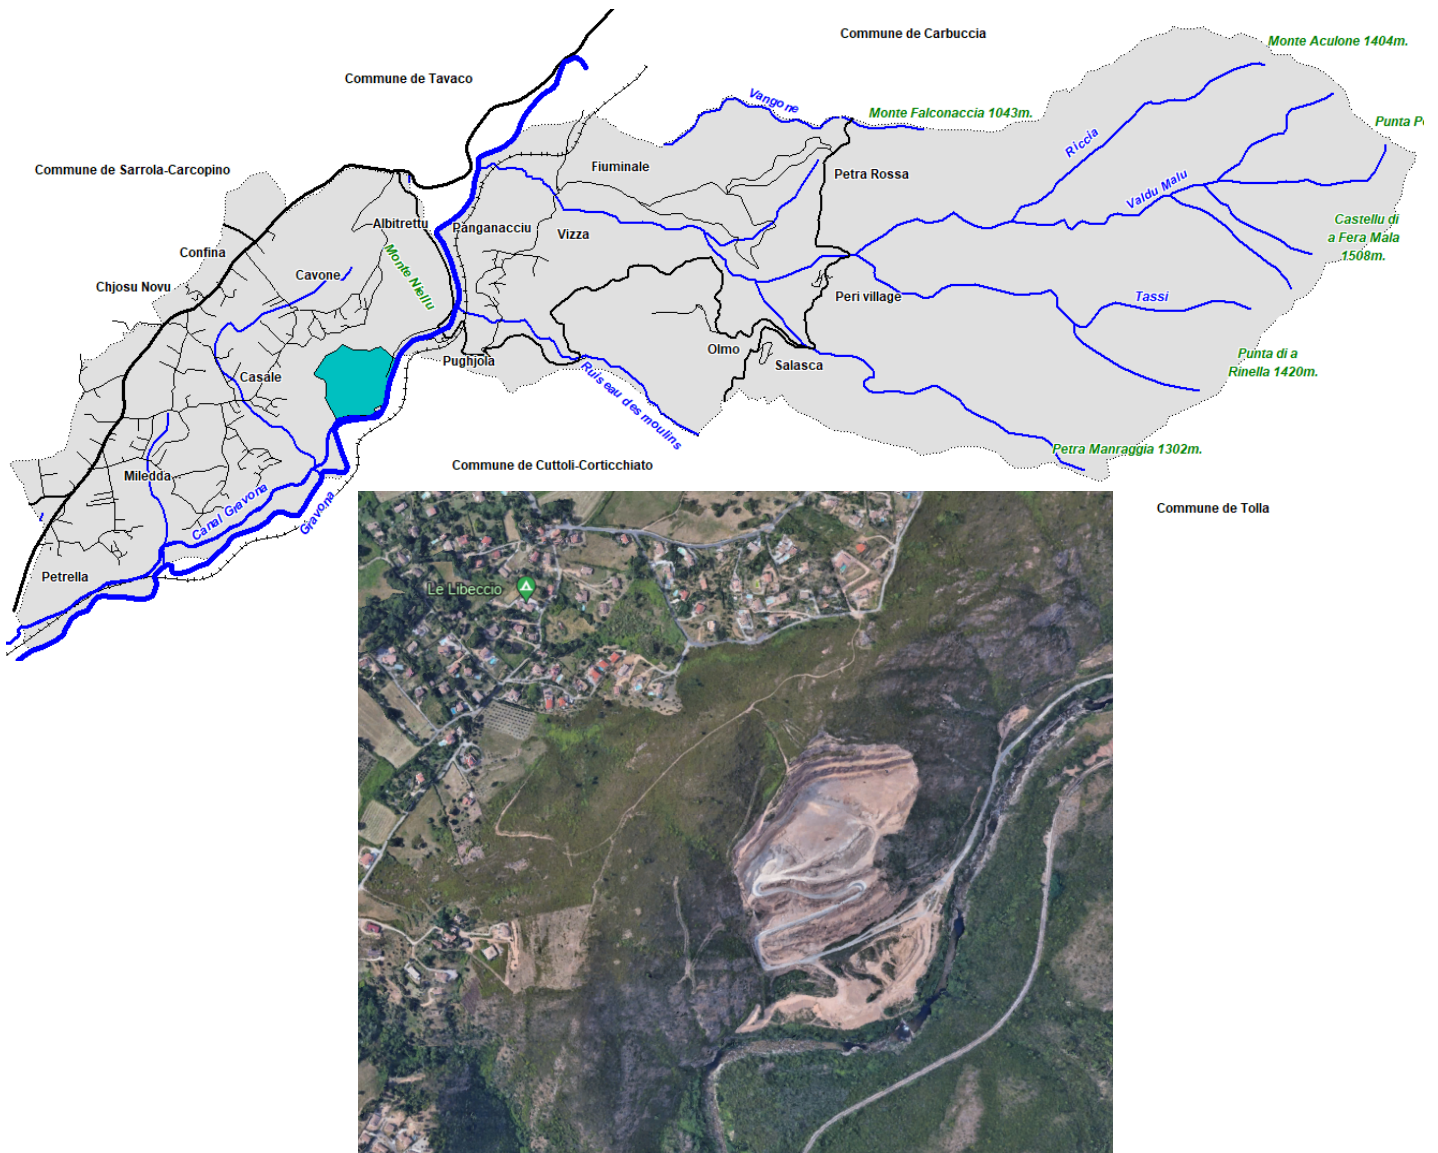 Commune de Carbuccia
Monte Aculone 1404m.
Commune de Tavaco
Vangone
Monte Falconaccia 1043m.
Punta P
Riccia
Commune de Sarrola-Carcopino
Fiuminale
Petra Rossa
Valdu Malu
Albitrettu
Panganacciu
Vizza
Castellu di
a Fera Mala
1508m.
Confina
Monte Niellu
Cavone
Chjosu Novu
Peri village
Tassi
Pughjola
Olmo
Salasca
Punta di a
Rinella 1420m.
Casale
Ruiseau des moulins
Petra Manraggia 1302m.
Commune de Cuttoli-Corticchiato
Miledda
Canal Gravona
Gravona
Commune de Tolla
Petrella
Le Libeccio